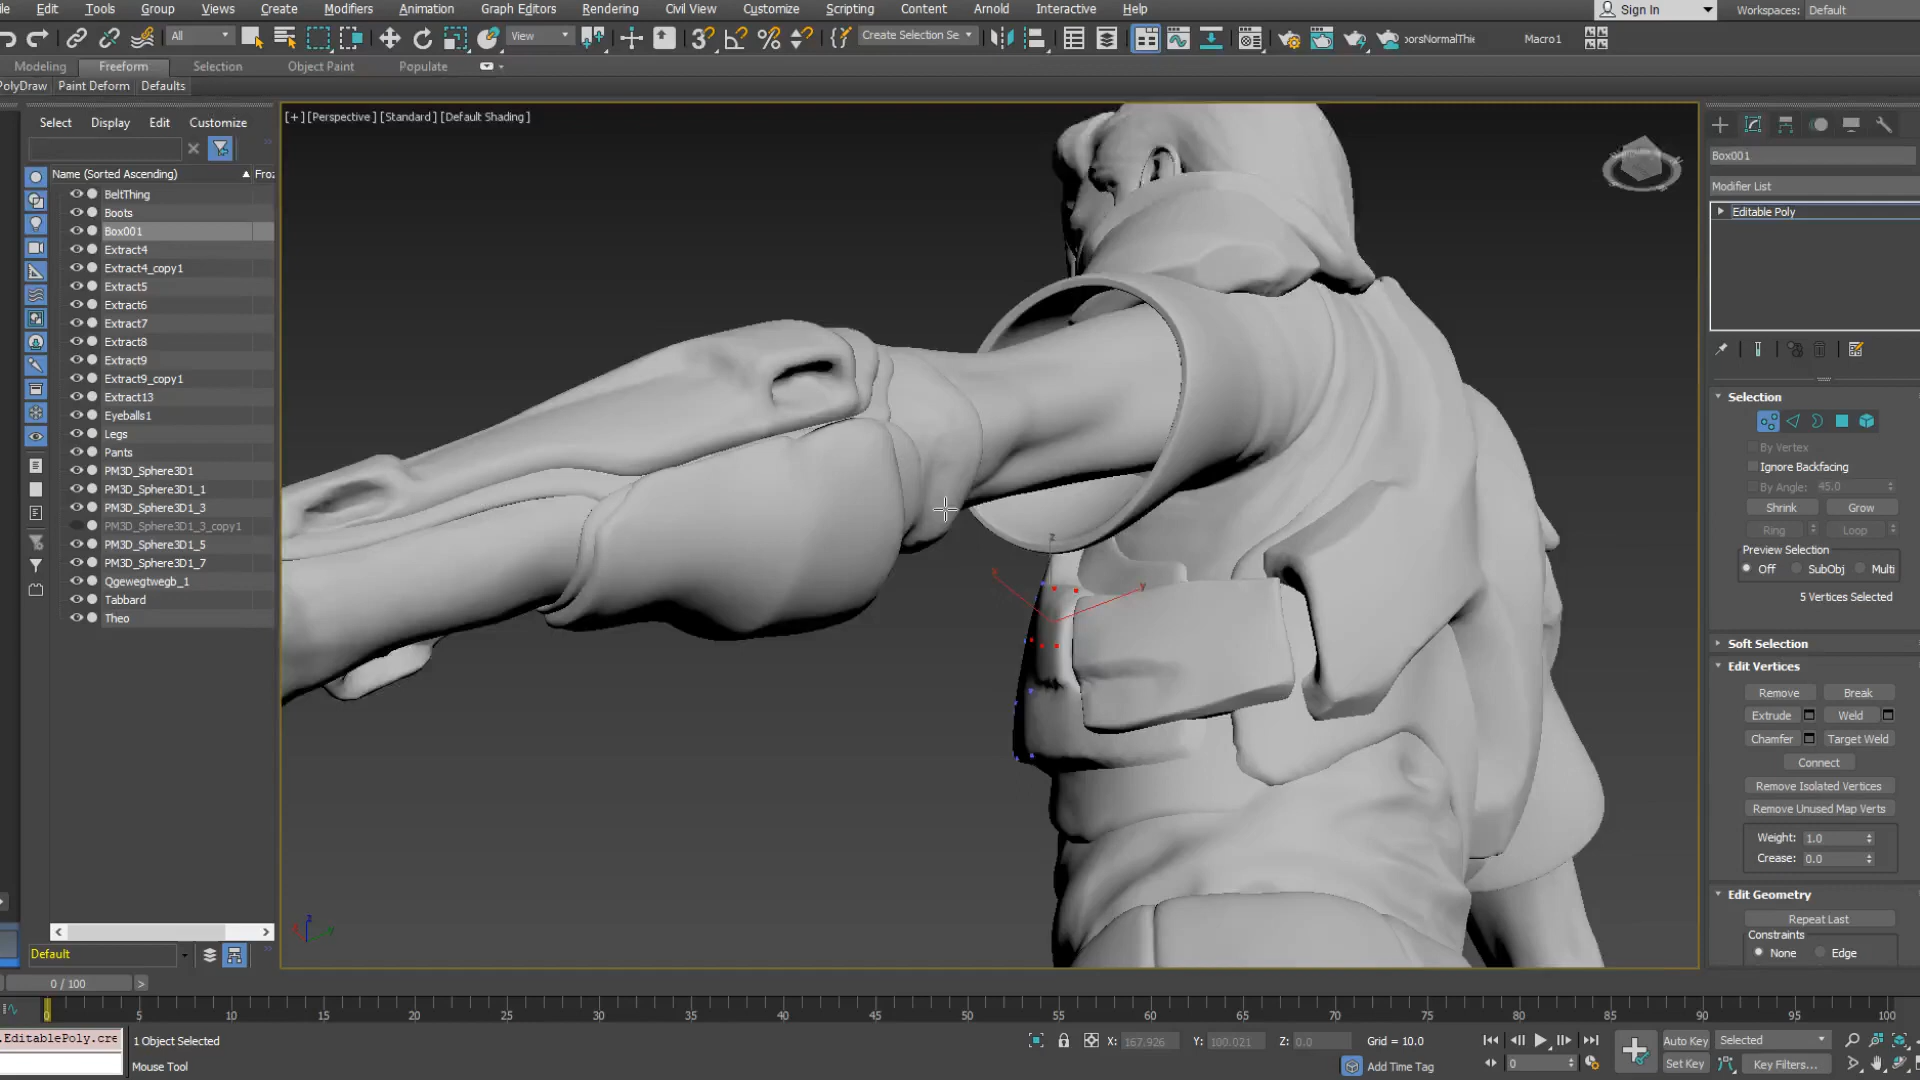 Edit Tools Group Views Create Modifiers Animation Graph Editors Rendering Civil View Customize Scripting Content Arnold Interactive Help Sign In Workspaces: Default
All View Create Selection Se Macro1
Modeling Freeform Selection Object Paint Populate
PolyDraw Paint Deform Defaults
Select Display Edit Customize
[+] [Perspective] [Standard] [Default Shading]
Name (Sorted Ascending) Fro
BeltThing
Boots
Box001
Extract4
Extract4_copy1
Extract5
Extract6
Extract7
Extract8
Extract9
Extract9_copy1
Extract13
Eyeballs1
Legs
Pants
PM3D_Sphere3D1
PM3D_Sphere3D1_1
PM3D_Sphere3D1_3
PM3D_Sphere3D1_3_copy1
PM3D_Sphere3D1_5
PM3D_Sphere3D1_7
Qgewegtwegb_1
Tabbard
Theo
Default
Box001
Modifier List
Editable Poly
Selection
By Vertex
Ignore Backfacing
By Angle: 45.0
Shrink Grow
Ring Loop
Preview Selection
Off SubObj Multi
5 Vertices Selected
Soft Selection
Edit Vertices
Remove Break
Extrude Weld
Chamfer Target Weld
Connect
Remove Isolated Vertices
Remove Unused Map Verts
Weight: 1.0
Crease: 0.0
Edit Geometry
Repeat Last
Constraints
None Edge
z
y
z
0 / 100 >
0 5 10 15 20 25 30 35 40 45 50 55 60 65 70 75 80 85 90 95 100
.EditablePoly.cre 1 Object Selected X: 167.926 Y: 100.021 Z: 0.0 Grid = 10.0 Auto Key Selected
Mouse Tool Add Time Tag 0 Set Key Key Filters...